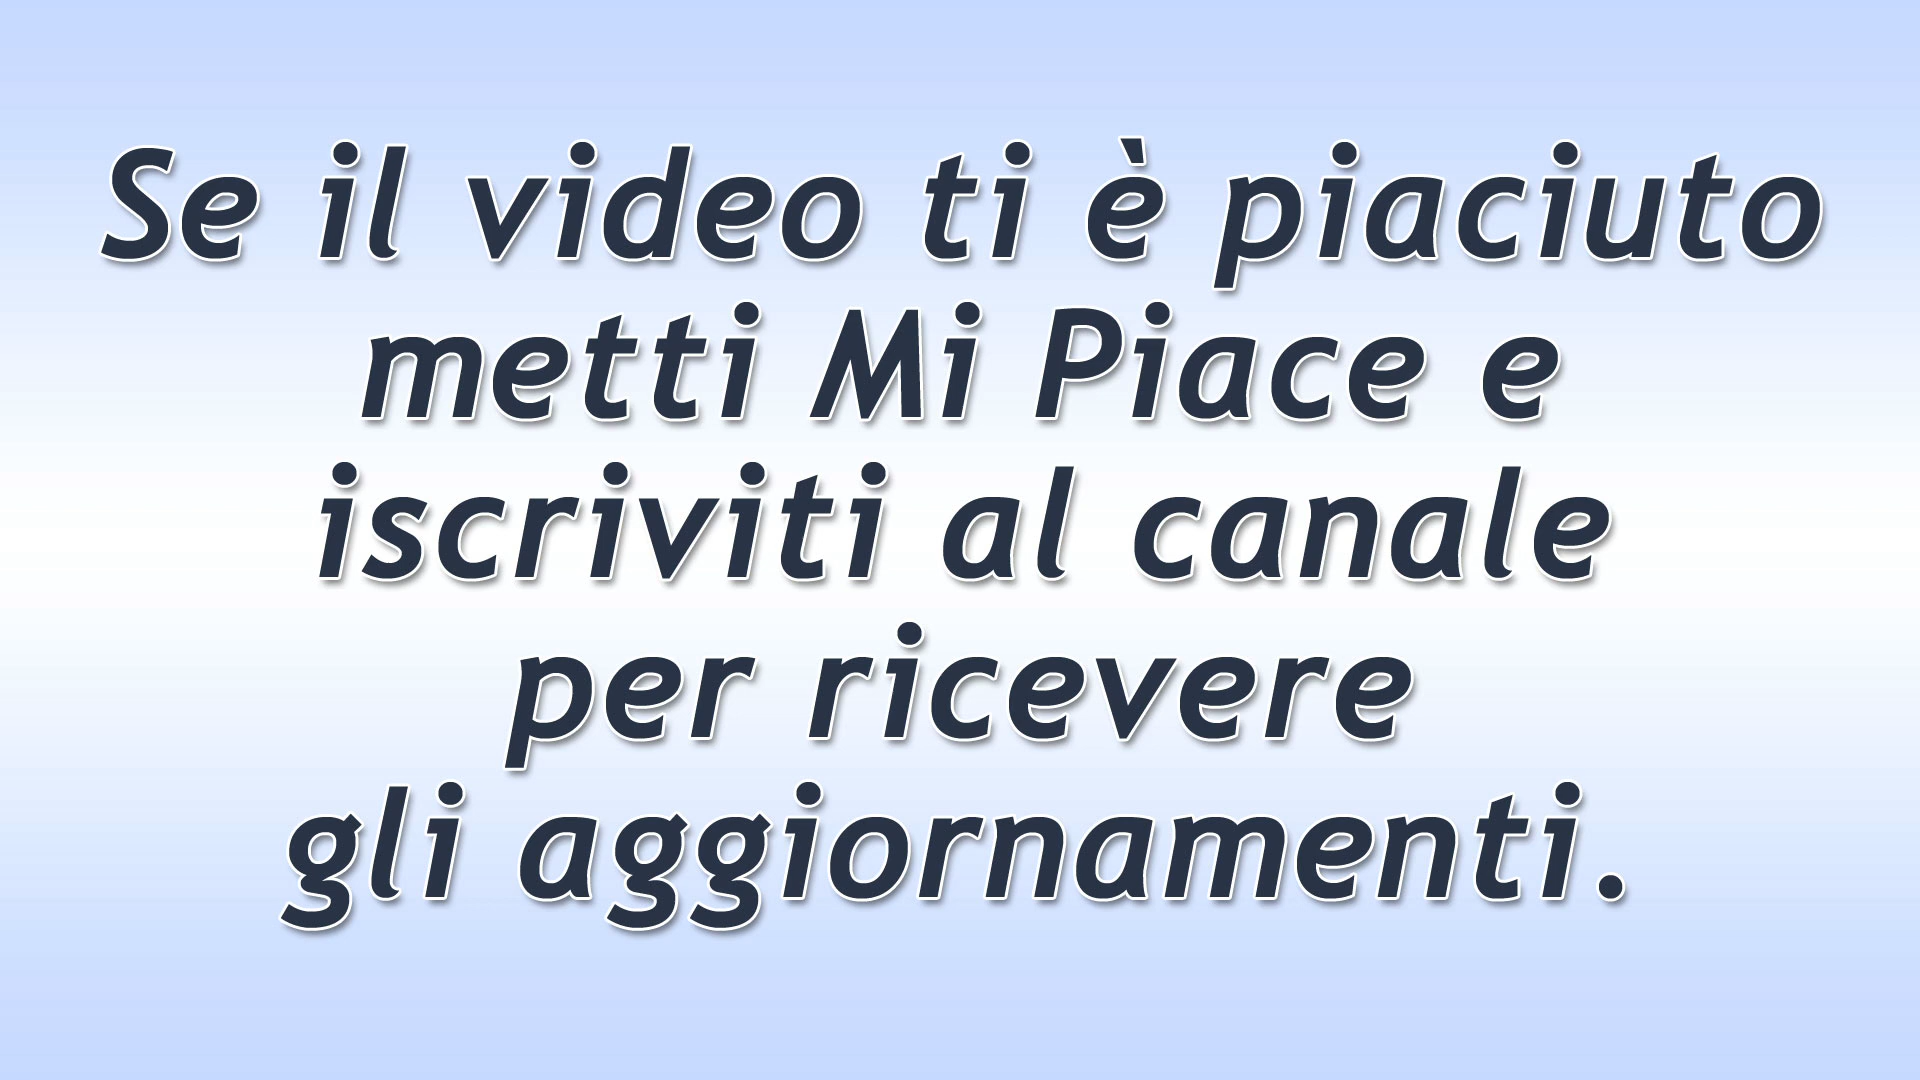 Se il video ti è piaciuto
metti Mi Piace e
iscriviti al canale
per ricevere
gli aggiornamenti.